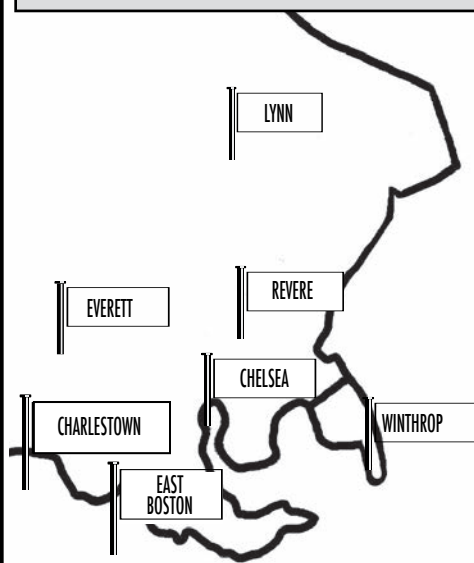 LYNN
REVERE
EVERETT
CHELSEA
CHARLESTOWN
WINTHROP
EAST
BOSTON